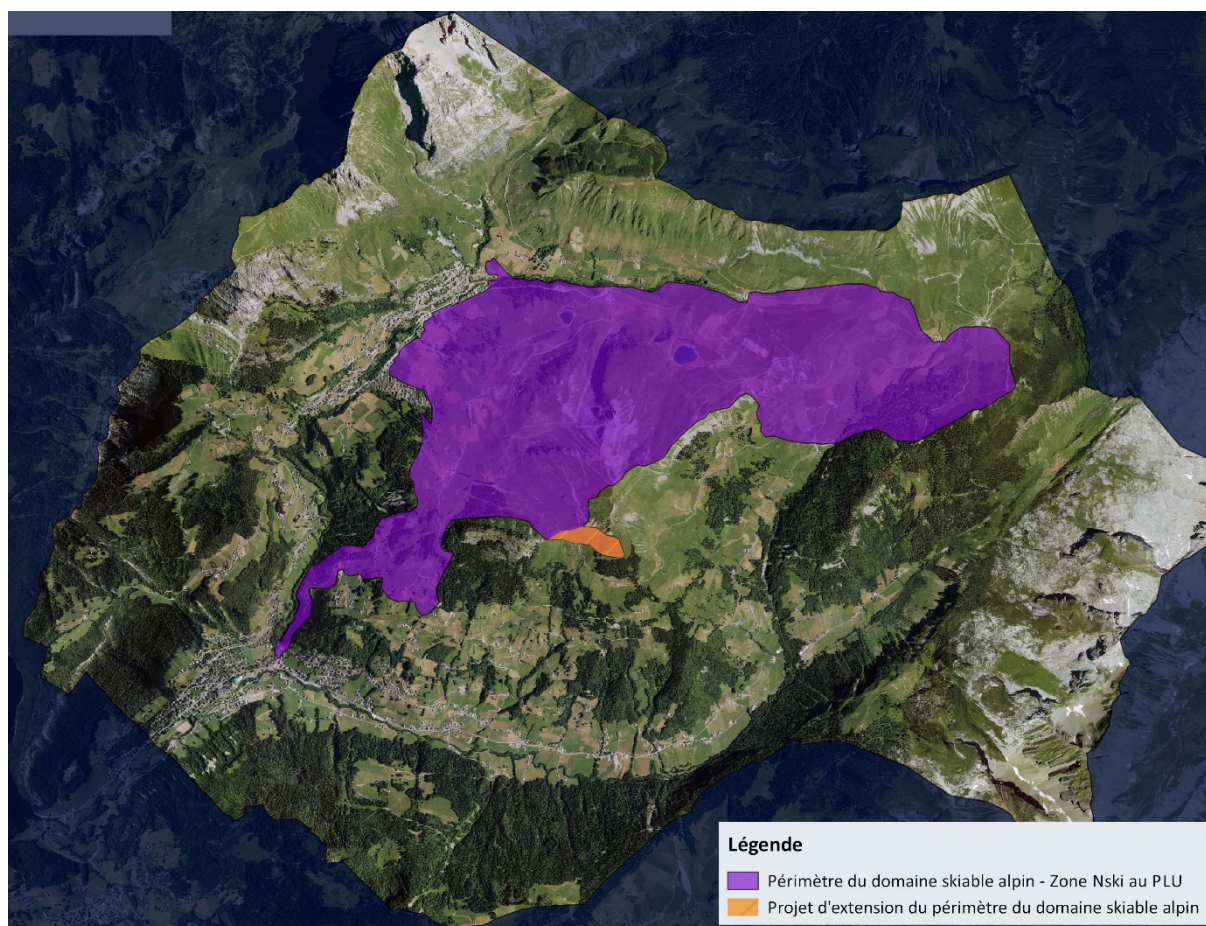 Légende
Périmètre du domaine skiable alpin - Zone Nski au PLU
Projet d'extension du périmètre du domaine skiable alpin